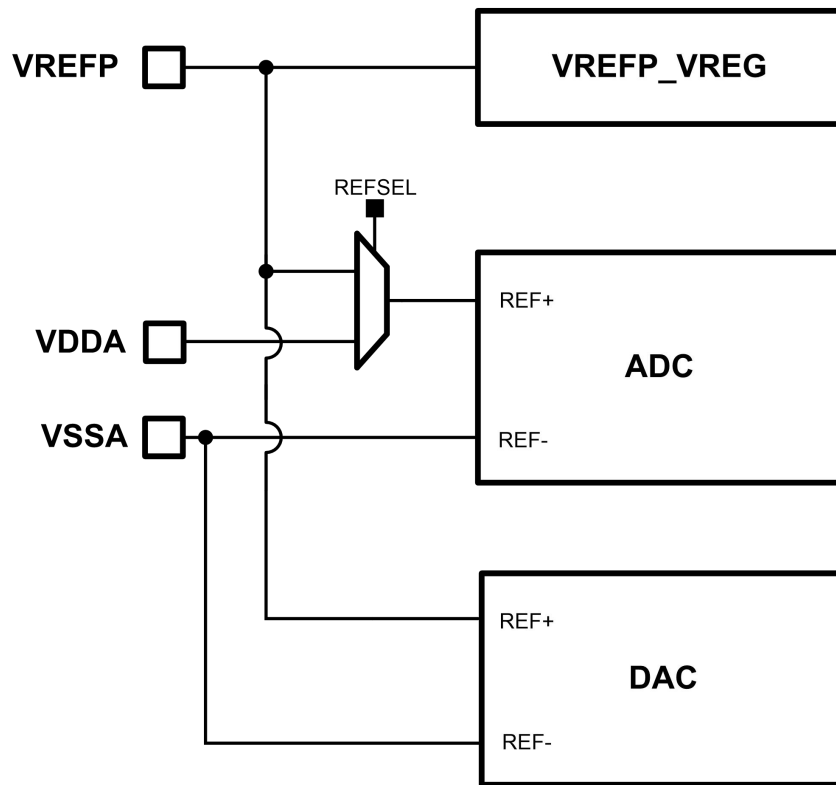 VREFP
VREFP_VREG
REFSEL
REF+
VDDA
ADC
VSSA
REF-
REF+
DAC
REF-